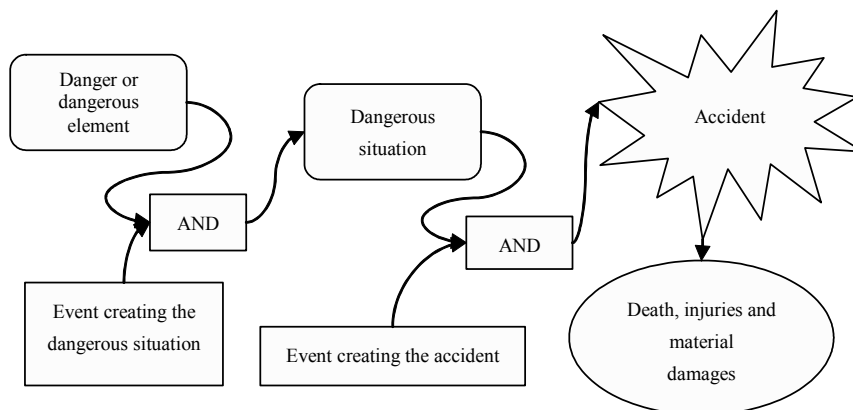 Danger or
dangerous
element
AND
Event creating the
dangerous situation
Dangerous
situation
AND
Event creating the accident
Accident
Death, injuries and
material
damages